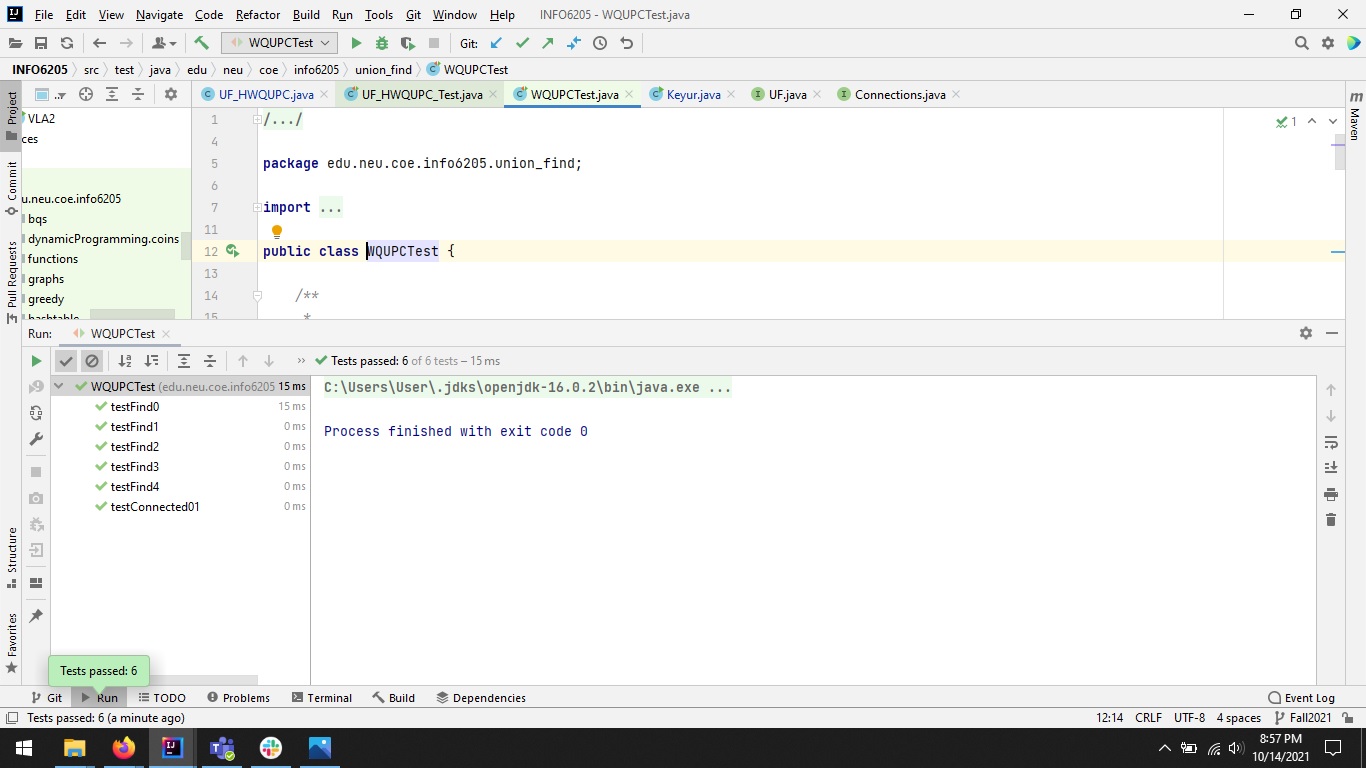 File Edit View Navigate Code Refactor Build Run Tools Git Window Help INFO6205 - WQUPCTest.java
WQUPCTest Git:
INFO6205 src test java edu neu coe info6205 union_find WQUPCTest
Project
Commit
Pull Requests
Structure
Favorites
VLA2
ces
u.neu.coe.info6205
bqs
dynamicProgramming.coins
functions
graphs
greedy
hashtable
UF_HWQUPC.java UF_HWQUPC_Test.java WQUPCTest.java Keyur.java UF.java Connections.java
1 /.../
4
5 package edu.neu.coe.info6205.union_find;
6
7 import ...
11
12 public class WQUPCTest {
13
14 /**
15 *
1
m Maven
Run: WQUPCTest
Tests passed: 6 of 6 tests – 15 ms
WQUPCTest (edu.neu.coe.info6205 15 ms
testFind0 15 ms
testFind1 0 ms
testFind2 0 ms
testFind3 0 ms
testFind4 0 ms
testConnected01 0 ms
C:\Users\User\.jdks\openjdk-16.0.2\bin\java.exe ...
Process finished with exit code 0
Tests passed: 6
Git Run TODO Problems Terminal Build Dependencies Event Log
Tests passed: 6 (a minute ago) 12:14 CRLF UTF-8 4 spaces Fall2021
8:57 PM
10/14/2021